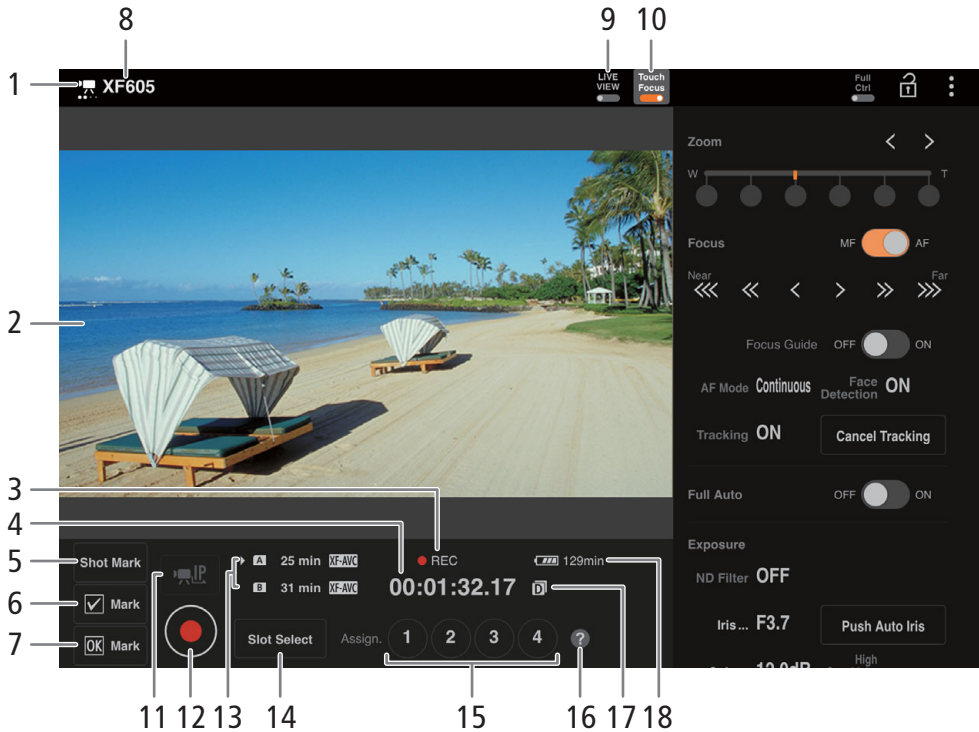 8 9 10
1 XF605 LIVE VIEW Touch Focus Full Ctrl
Zoom
W T
Focus MF AF
Near Far
2
Focus Guide OFF ON
AF Mode Continuous Face Detection ON
Tracking ON Cancel Tracking
3
4
Full Auto OFF ON
5 Shot Mark A 25 min XF-AVC REC 129min
IP
B 31 min XF-AVC 00:01:32.17 D
6 Mark
7 OK Mark
Slot Select Assign. 1 2 3 4 ?
Exposure
ND Filter OFF
Iris... F3.7 Push Auto Iris
12.0dB High
11 12 13 14 15 16 17 18